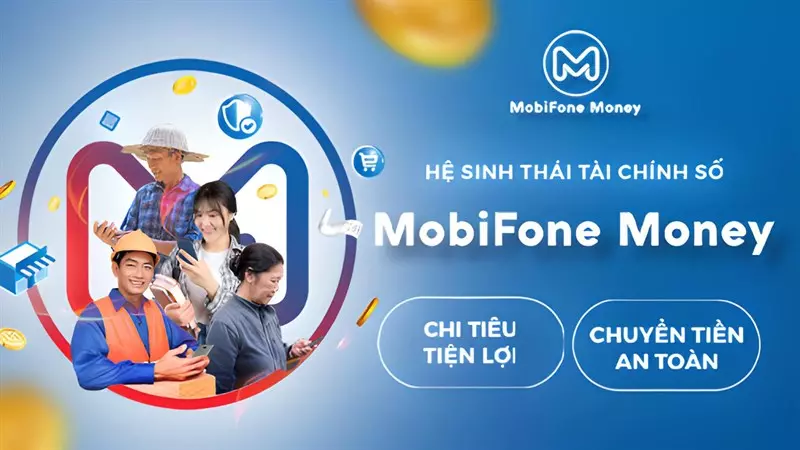 MobiFone Money
HỆ SINH THÁI TÀI CHÍNH SỐ
MobiFone Money
CHI TIÊU
TIỆN LỢI
CHUYỂN TIỀN
AN TOÀN